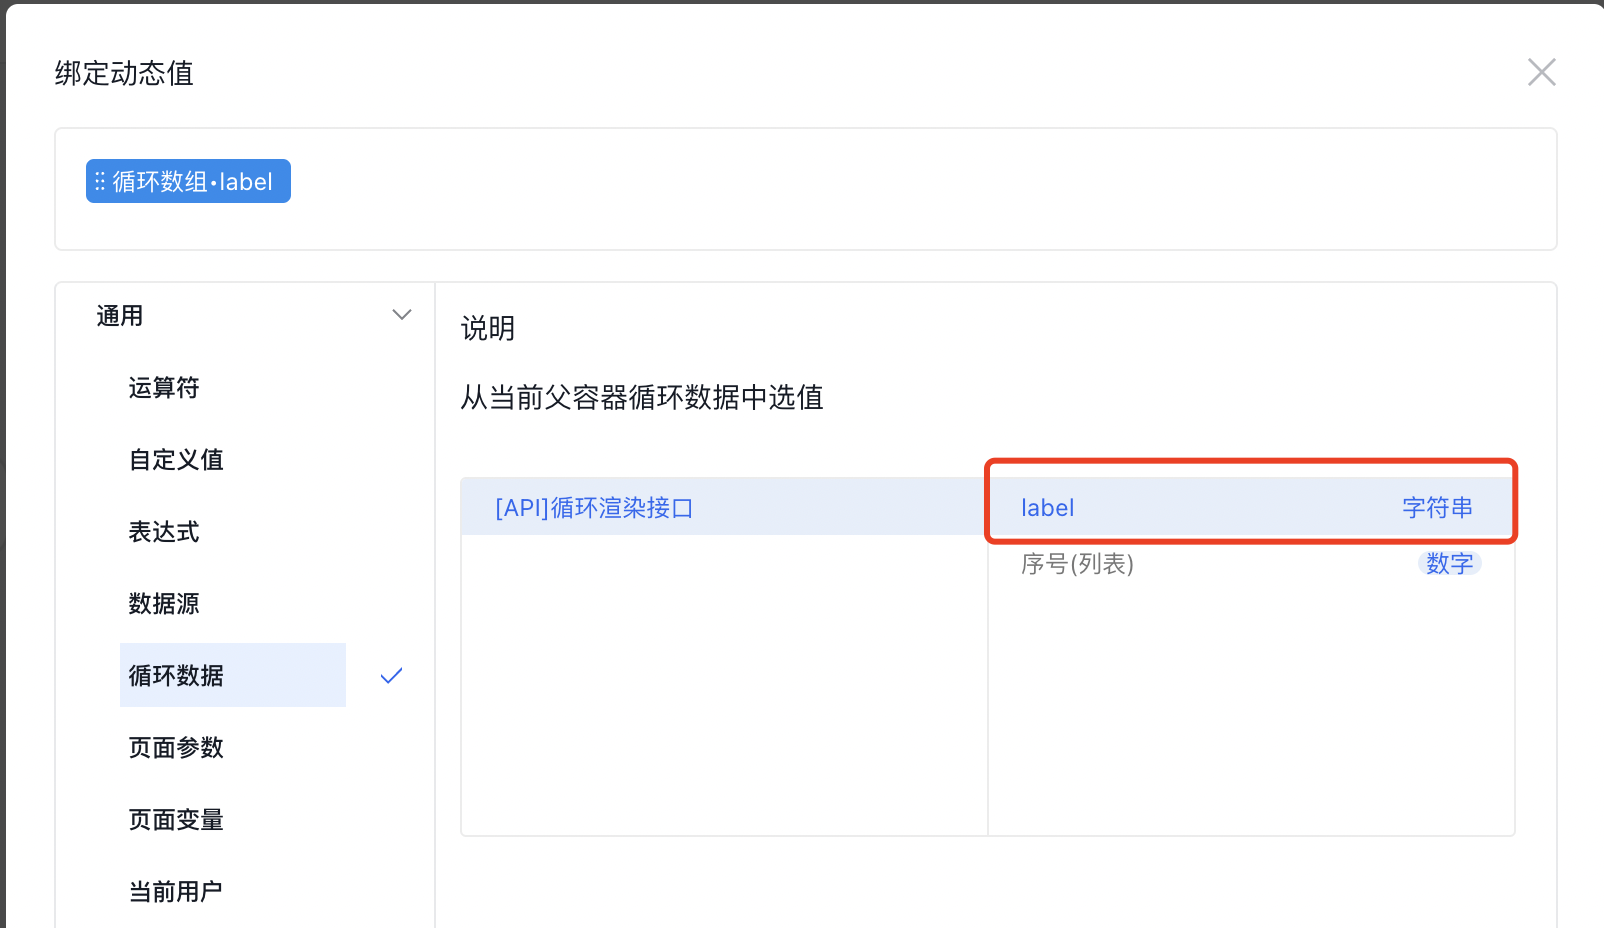 绑定动态值
循环数组·label
通用
运算符
自定义值
表达式
数据源
循环数据
页面参数
页面变量
当前用户
说明
从当前父容器循环数据中选值
[API]循环渲染接口
label 字符串
序号(列表) 数字